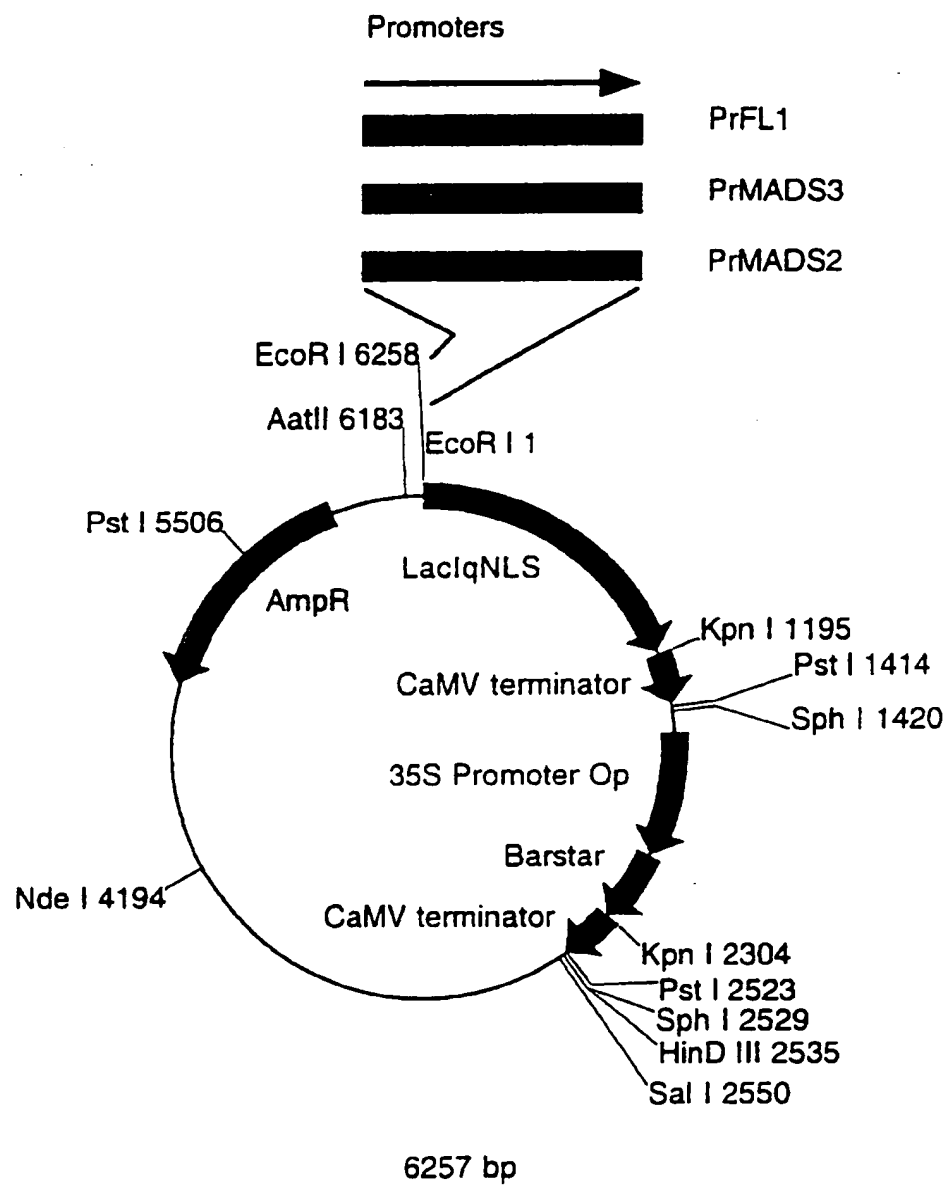 Promoters
PrFL1
PrMADS3
PrMADS2
EcoR I 6258
AatII 6183
EcoR I 1
Pst I 5506
LacIqNLS
AmpR
Kpn I 1195
Pst I 1414
CaMV terminator
Sph I 1420
35S Promoter Op
Barstar
Nde I 4194
CaMV terminator
Kpn I 2304
Pst I 2523
Sph I 2529
HinD III 2535
Sal I 2550
6257 bp